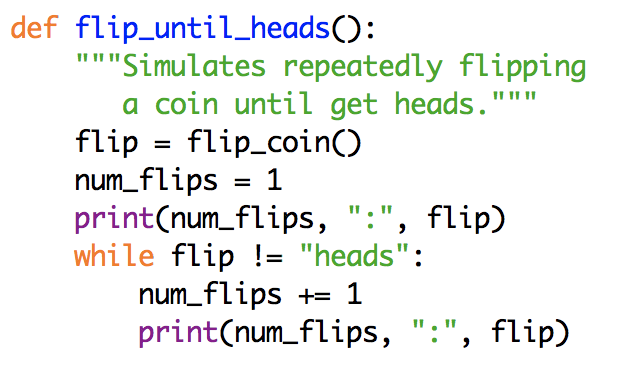 def flip_until_heads():
    """Simulates repeatedly flipping
       a coin until get heads."""
    flip = flip_coin()
    num_flips = 1
    print(num_flips, ":", flip)
    while flip != "heads":
        num_flips += 1
        print(num_flips, ":", flip)